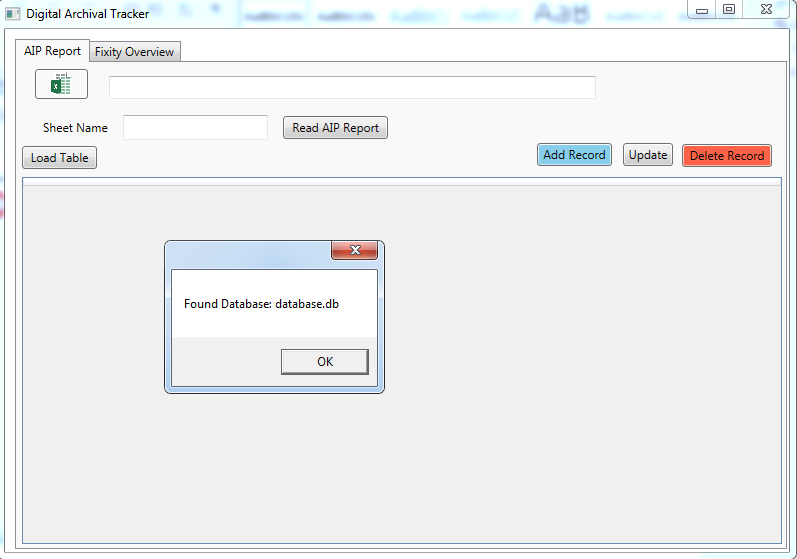 Digital Archival Tracker
AIP Report Fixity Overview
Sheet Name Read AIP Report
Load Table Add Record Update Delete Record
Found Database: database.db
OK